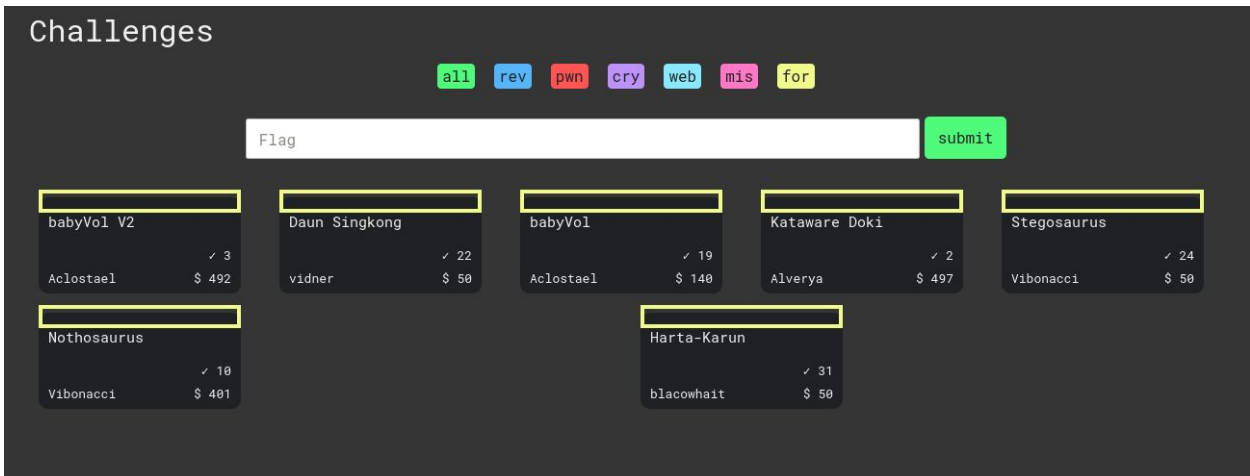 Challenges
all rev pwn cry web mis for
Flag submit
babyVol V2 Daun Singkong babyVol Kataware Doki Stegosaurus
✓ 3 ✓ 22 ✓ 19 ✓ 2 ✓ 24
Aclostael $ 492 vidner $ 50 Aclostael $ 140 Alverya $ 497 Vibonacci $ 50
Nothosaurus Harta-Karun
✓ 10 ✓ 31
Vibonacci $ 401 blacowhait $ 50